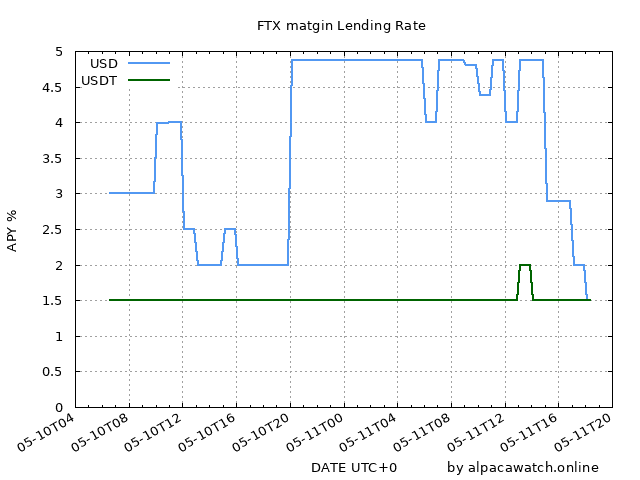 FTX matgin Lending Rate
USD
USDT
5
4.5
4
3.5
3
2.5
2
1.5
1
0.5
0
APY %
05-10T04
05-10T08
05-10T12
05-10T16
05-10T20
05-11T00
05-11T04
05-11T08
05-11T12
05-11T16
05-11T20
DATE UTC+0
by alpacawatch.online